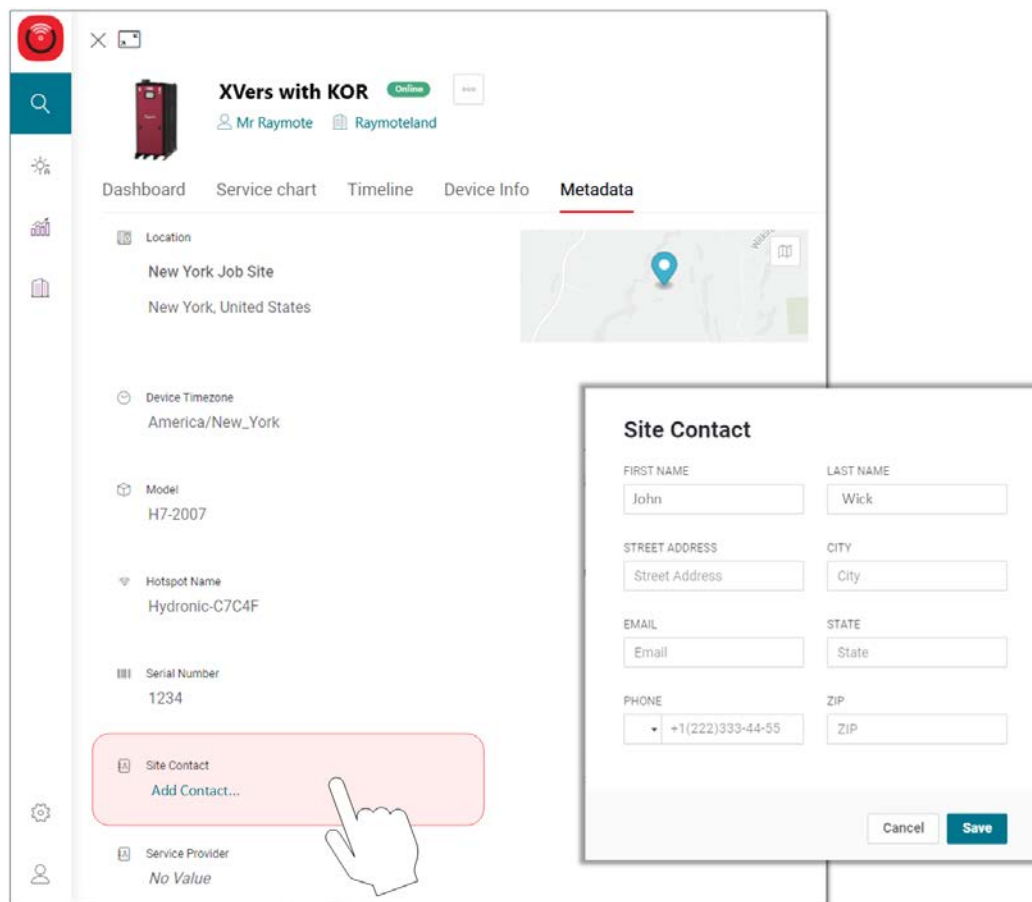 XVers with KOR Online
Mr Raymote Raymoteland
Dashboard Service chart Timeline Device Info Metadata
Location
New York Job Site
New York, United States
Device Timezone
America/New_York
Model
H7-2007
Hotspot Name
Hydronic-C7C4F
Serial Number
1234
Site Contact
Add Contact...
Service Provider
No Value
Site Contact
FIRST NAME LAST NAME
John Wick
STREET ADDRESS CITY
Street Address City
EMAIL STATE
Email State
PHONE ZIP
+1(222)333-44-55 ZIP
Cancel Save